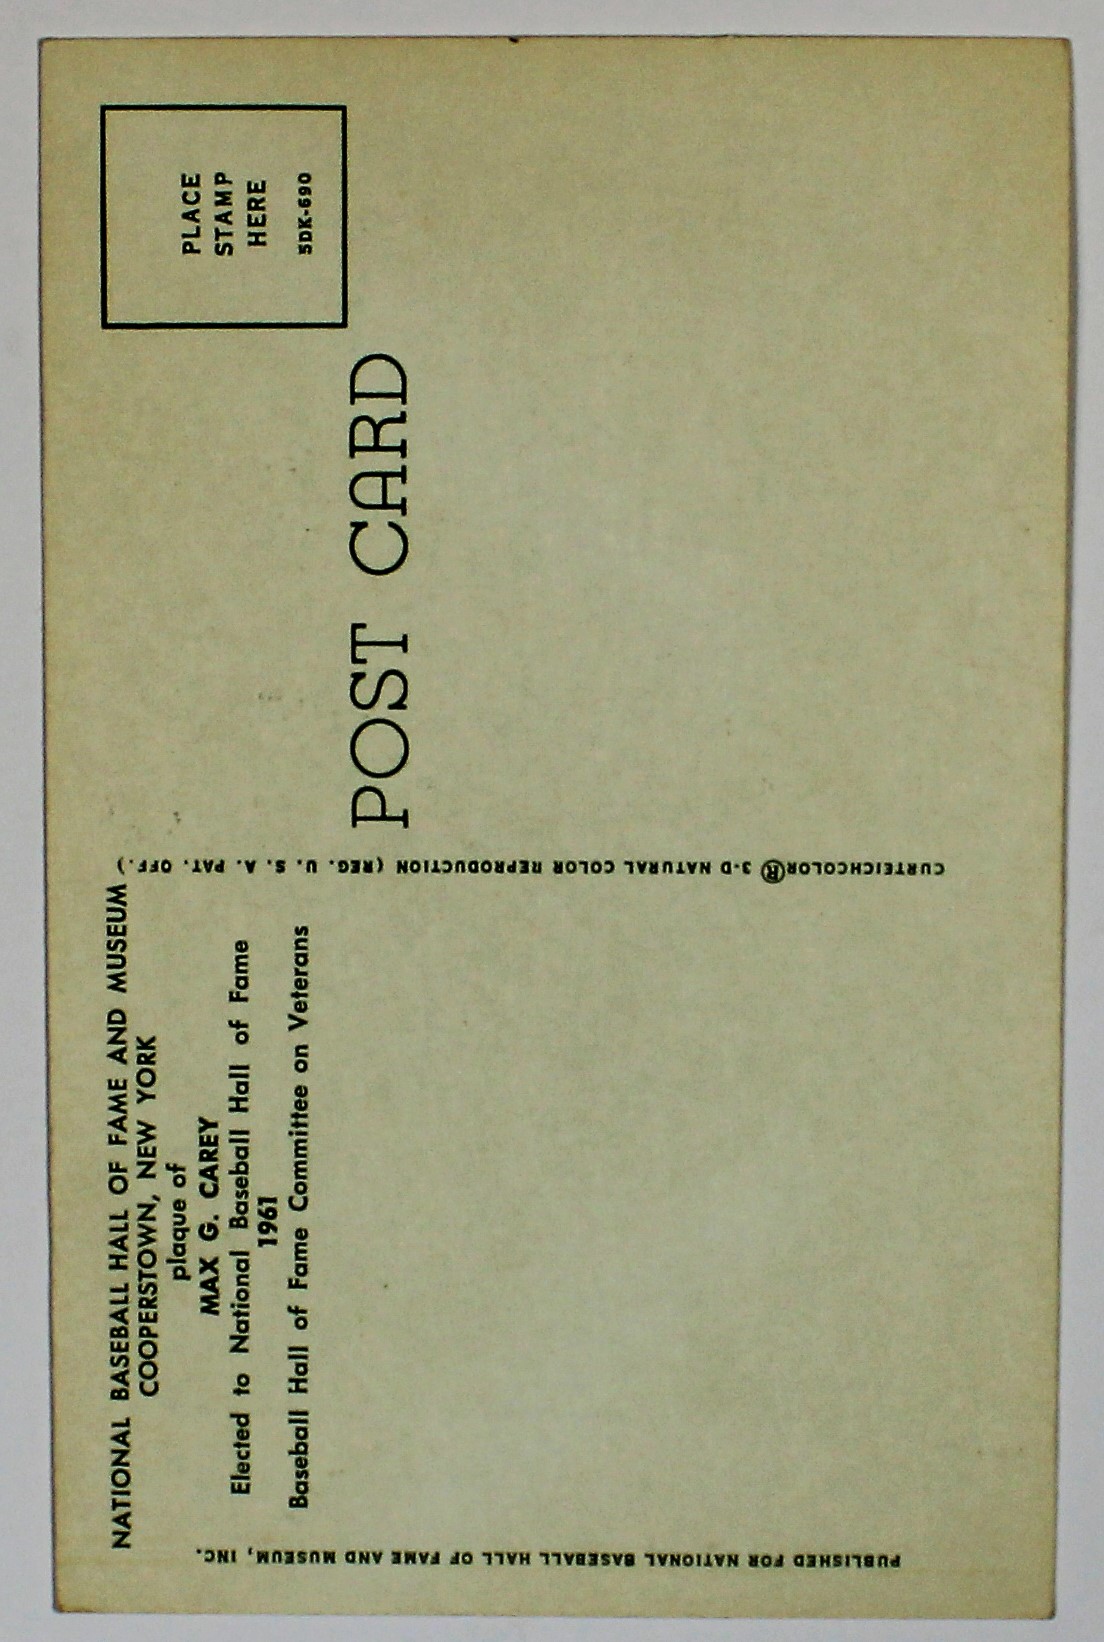 NATIONAL BASEBALL HALL OF FAME AND MUSEUM
COOPERSTOWN, NEW YORK
plaque of
MAX G. CAREY
Elected to National Baseball Hall of Fame
1961
Baseball Hall of Fame Committee on Veterans
PUBLISHED FOR NATIONAL BASEBALL HALL OF FAME AND MUSEUM, INC.
CURTEICHCOLOR® 3-D NATURAL COLOR REPRODUCTION (REG. U. S. A. PAT. OFF.)
POST CARD
PLACE
STAMP
HERE
5DK-690